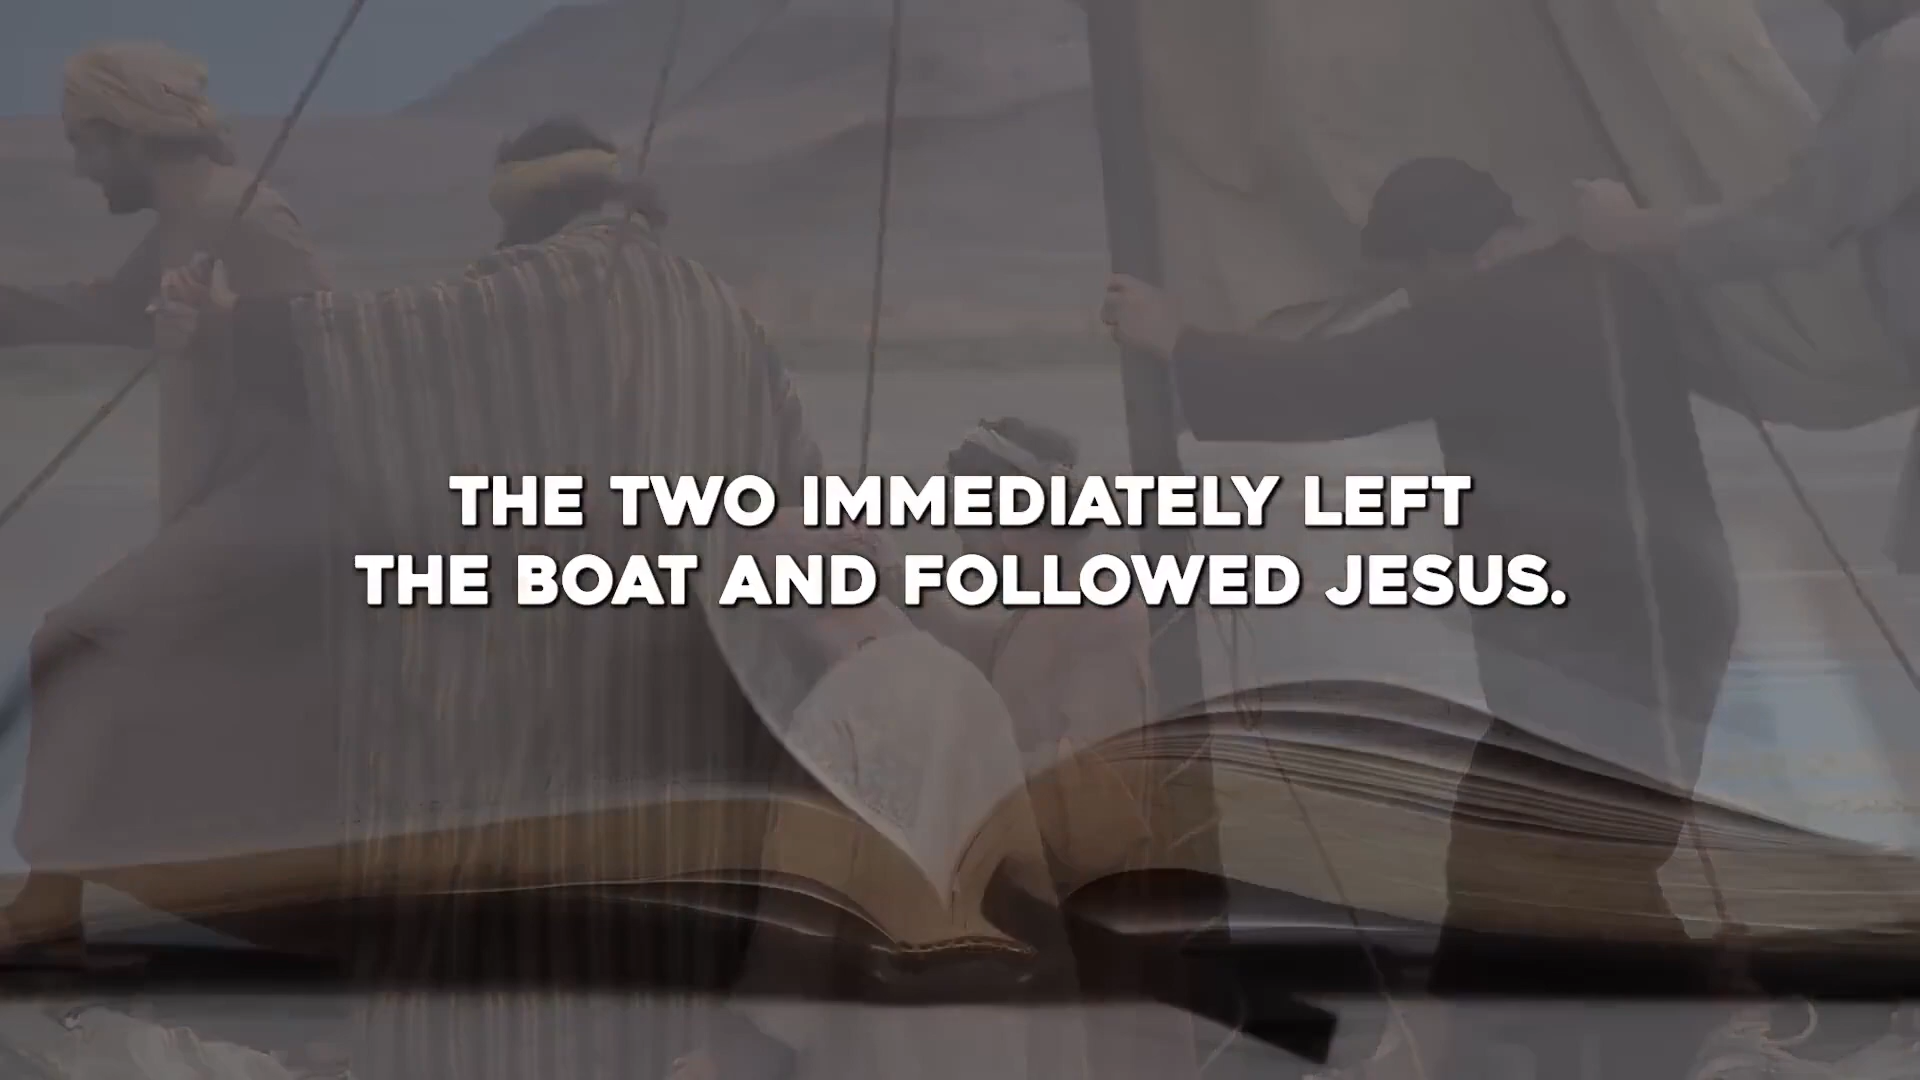 THE TWO IMMEDIATELY LEFT
THE BOAT AND FOLLOWED JESUS.